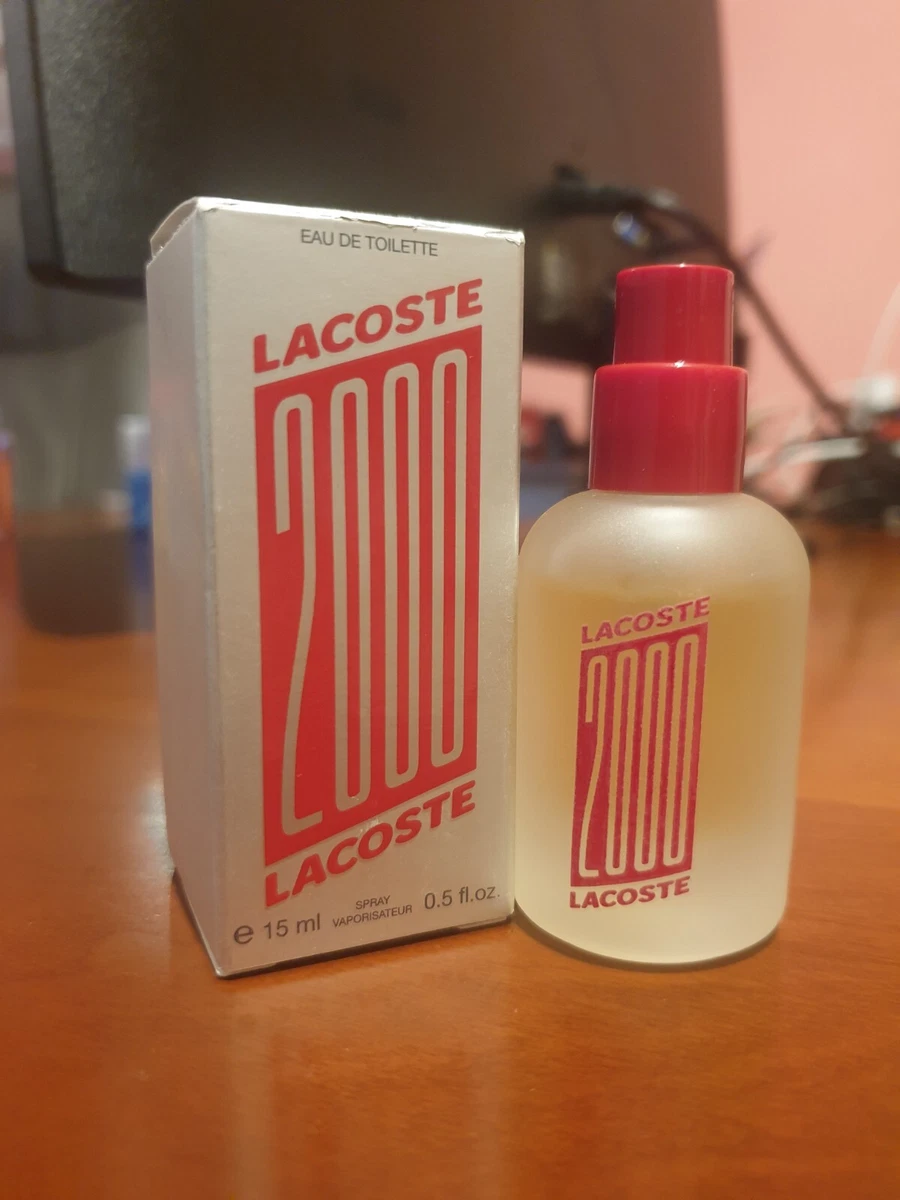 EAU DE TOILETTE
LACOSTE
2000
LACOSTE
e 15 ml SPRAY VAPORISATEUR 0.5 fl.oz.
LACOSTE
2000
LACOSTE